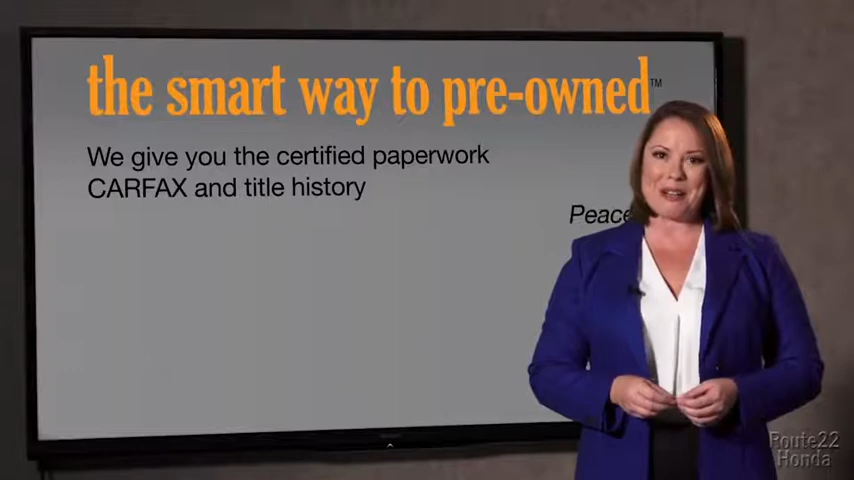 the smart way to pre-owned™
We give you the certified paperwork
CARFAX and title history
Peace
Route22
Honda